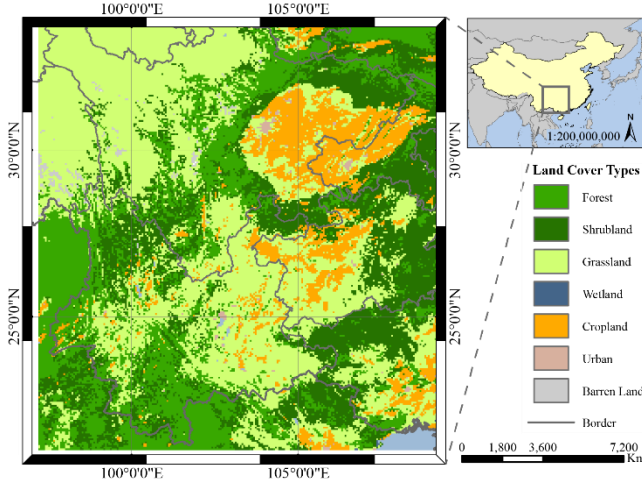 100°0'0"E 105°0'0"E
30°0'0"N
25°0'0"N
30°0'0"N
25°0'0"N
100°0'0"E 105°0'0"E
1:200,000,000
N
Land Cover Types
Forest
Shrubland
Grassland
Wetland
Cropland
Urban
Barren Land
Border
0 1,800 3,600 7,200
Km